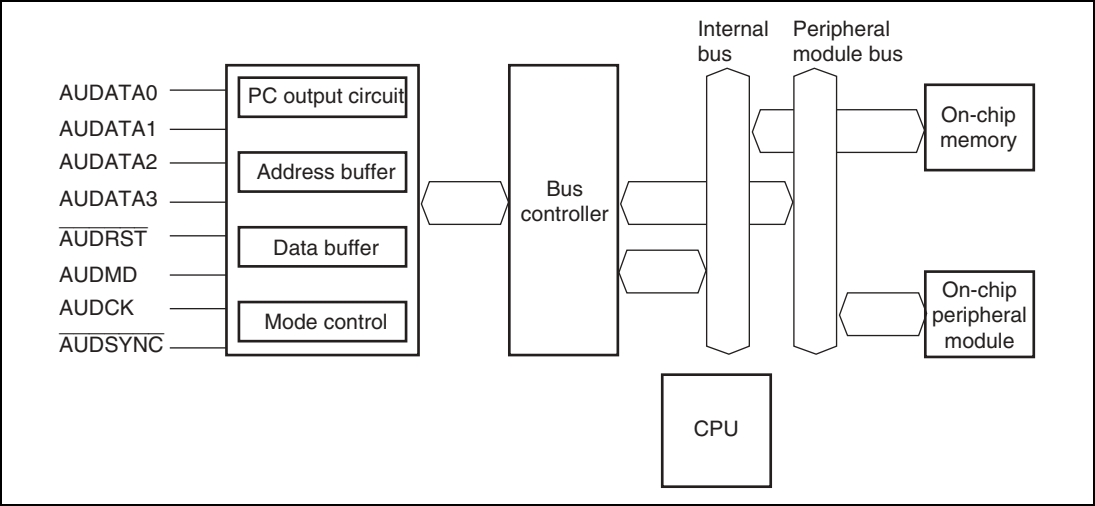 Internal
bus
Peripheral
module bus
AUDATA0
AUDATA1
AUDATA2
AUDATA3
AUDRST
AUDMD
AUDCK
AUDSYNC
PC output circuit
Address buffer
Data buffer
Mode control
Bus
controller
On-chip
memory
On-chip
peripheral
module
CPU